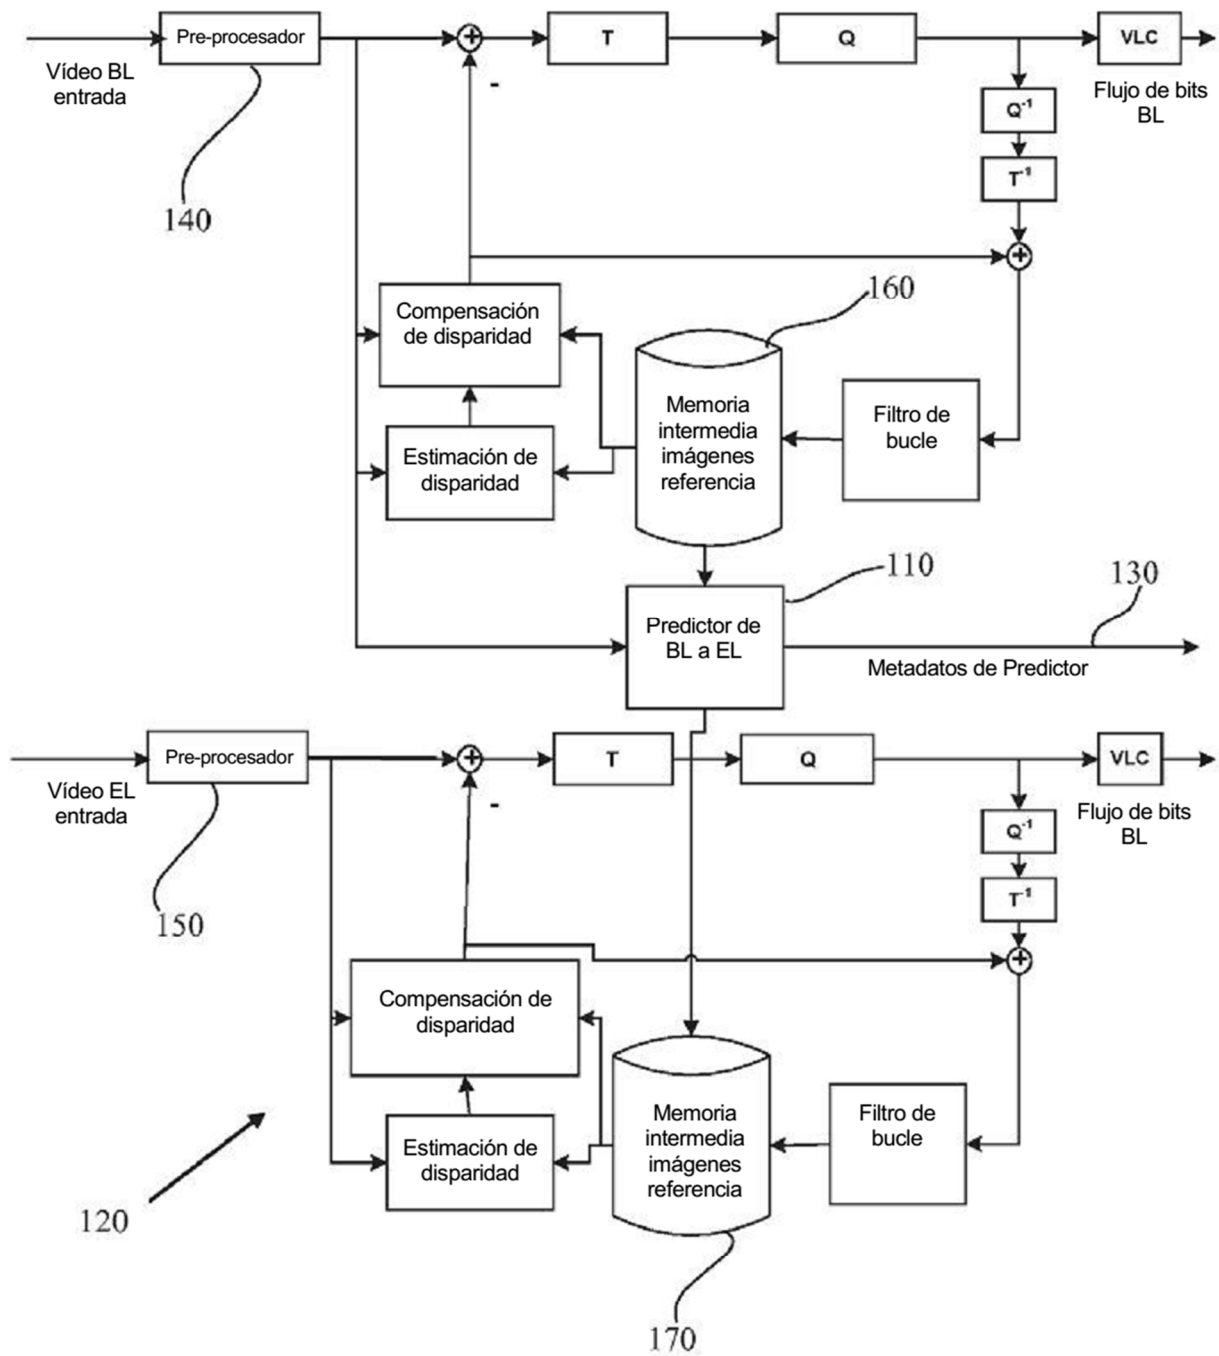 Pre-procesador
T
Q
VLC
Vídeo BL
entrada
-
Flujo de bits
BL
Q-1
T-1
140
160
Compensación
de disparidad
Memoria
intermedia
imágenes
referencia
Filtro de
bucle
Estimación de
disparidad
110
130
Predictor de
BL a EL
Metadatos de Predictor
Pre-procesador
T
Q
VLC
Vídeo EL
entrada
-
Flujo de bits
BL
Q-1
T-1
150
Compensación de
disparidad
Memoria
intermedia
imágenes
referencia
Filtro de
bucle
Estimación de
disparidad
120
170